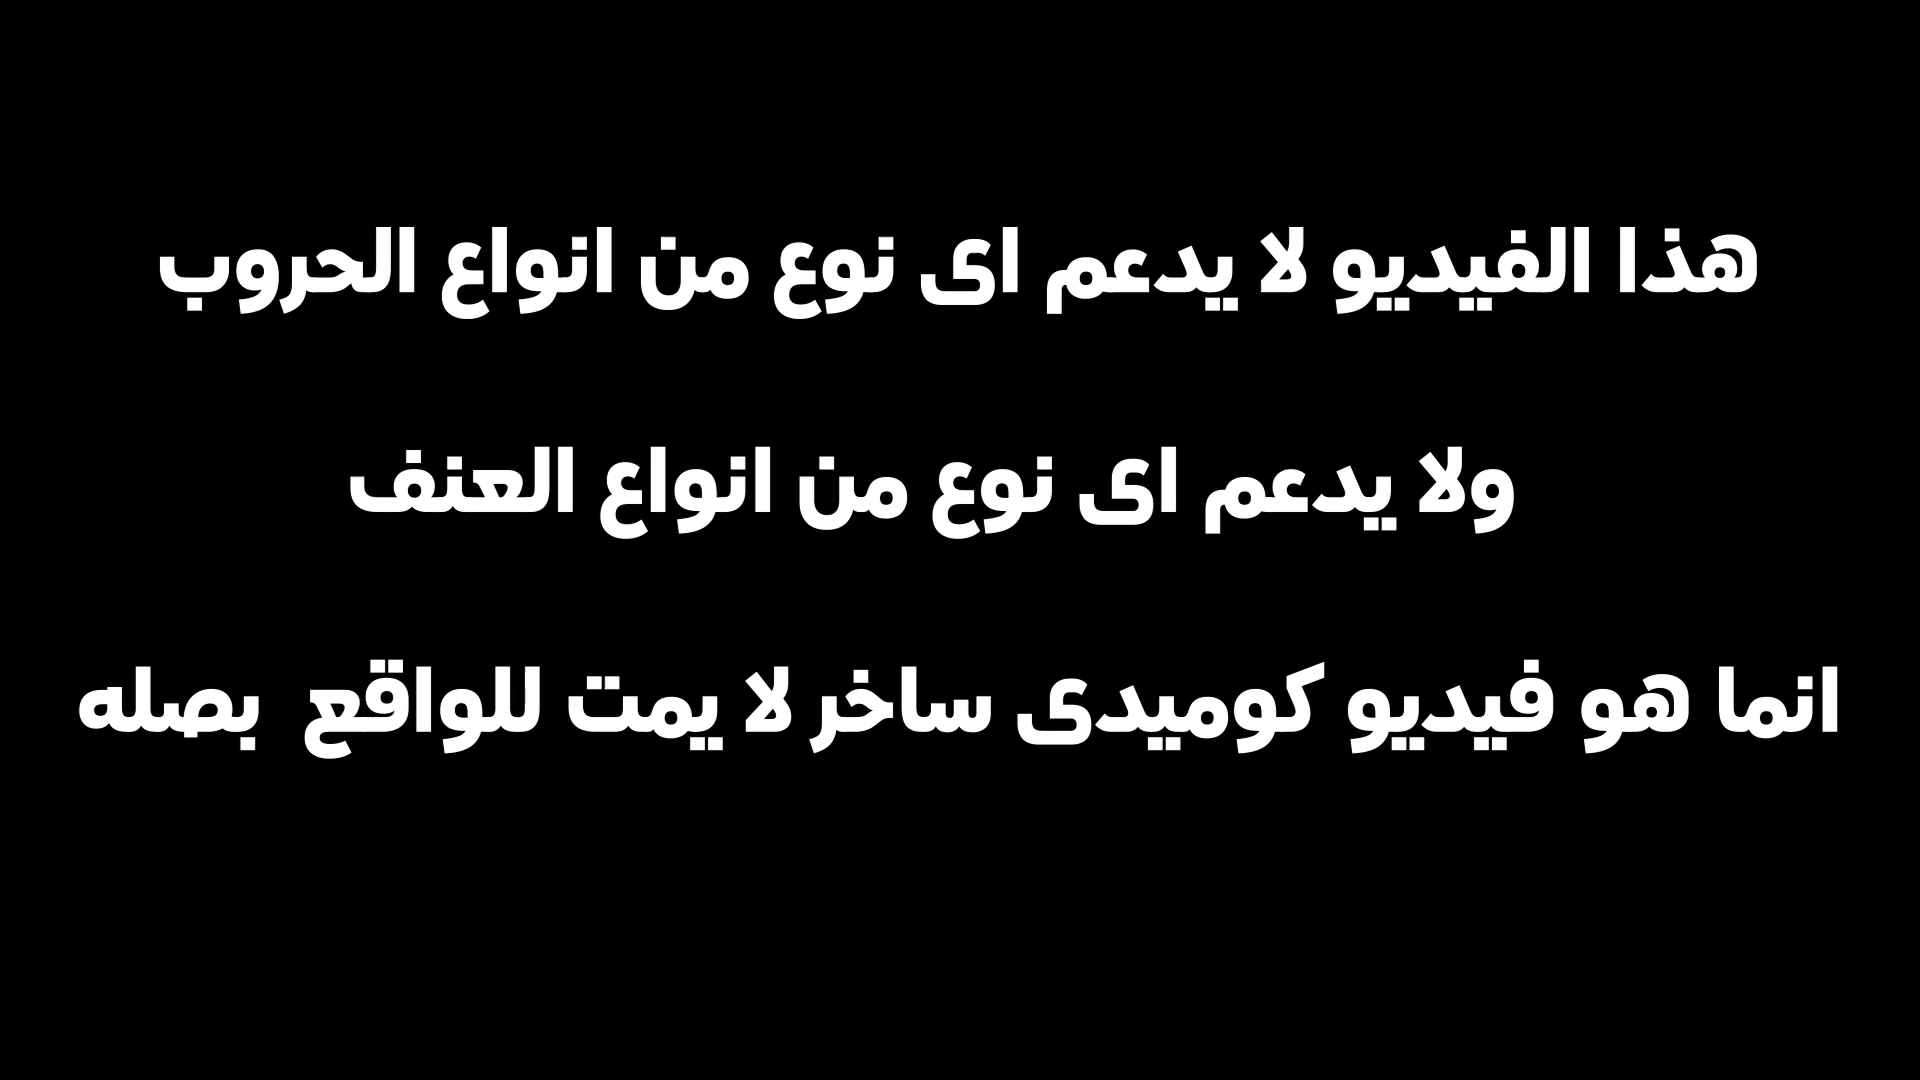 هذا الفيديو لا يدعم اى نوع من انواع الحروب
ولا يدعم اى نوع من انواع العنف
انما هو فيديو كوميدى ساخر لا يمت للواقع بصله